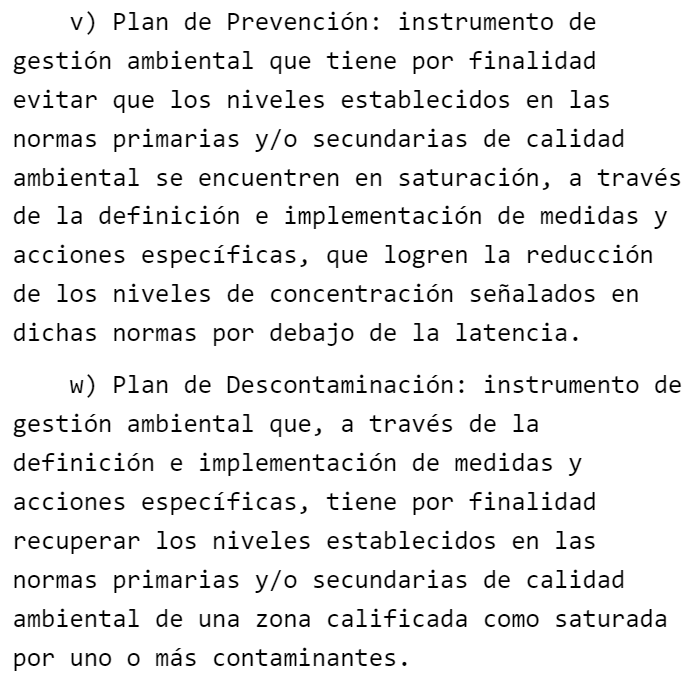 v) Plan de Prevención: instrumento de
gestión ambiental que tiene por finalidad
evitar que los niveles establecidos en las
normas primarias y/o secundarias de calidad
ambiental se encuentren en saturación, a través
de la definición e implementación de medidas y
acciones específicas, que logren la reducción
de los niveles de concentración señalados en
dichas normas por debajo de la latencia.
w) Plan de Descontaminación: instrumento de
gestión ambiental que, a través de la
definición e implementación de medidas y
acciones específicas, tiene por finalidad
recuperar los niveles establecidos en las
normas primarias y/o secundarias de calidad
ambiental de una zona calificada como saturada
por uno o más contaminantes.